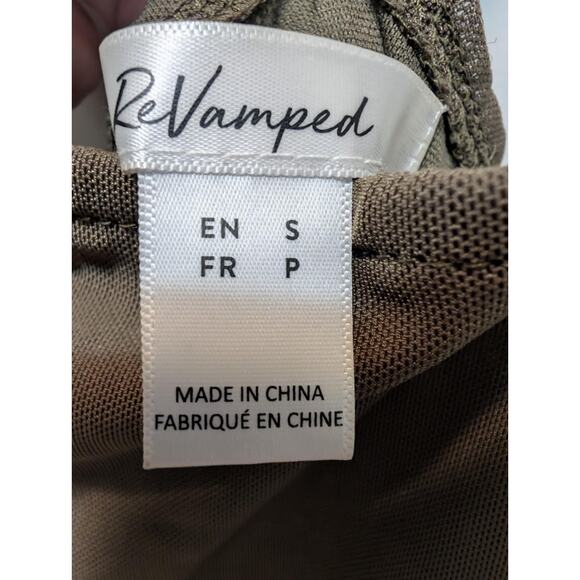 ReVamped
EN S
FR P
MADE IN CHINA
FABRIQUÉ EN CHINE